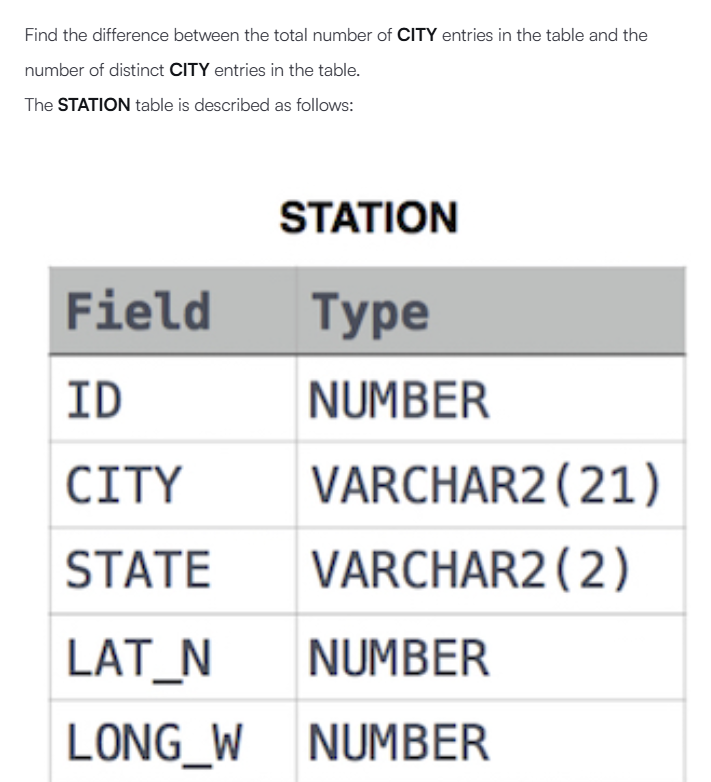 Find the difference between the total number of CITY entries in the table and the
number of distinct CITY entries in the table.
The STATION table is described as follows:
STATION
Field Type
ID NUMBER
CITY VARCHAR2(21)
STATE VARCHAR2(2)
LAT_N NUMBER
LONG_W NUMBER